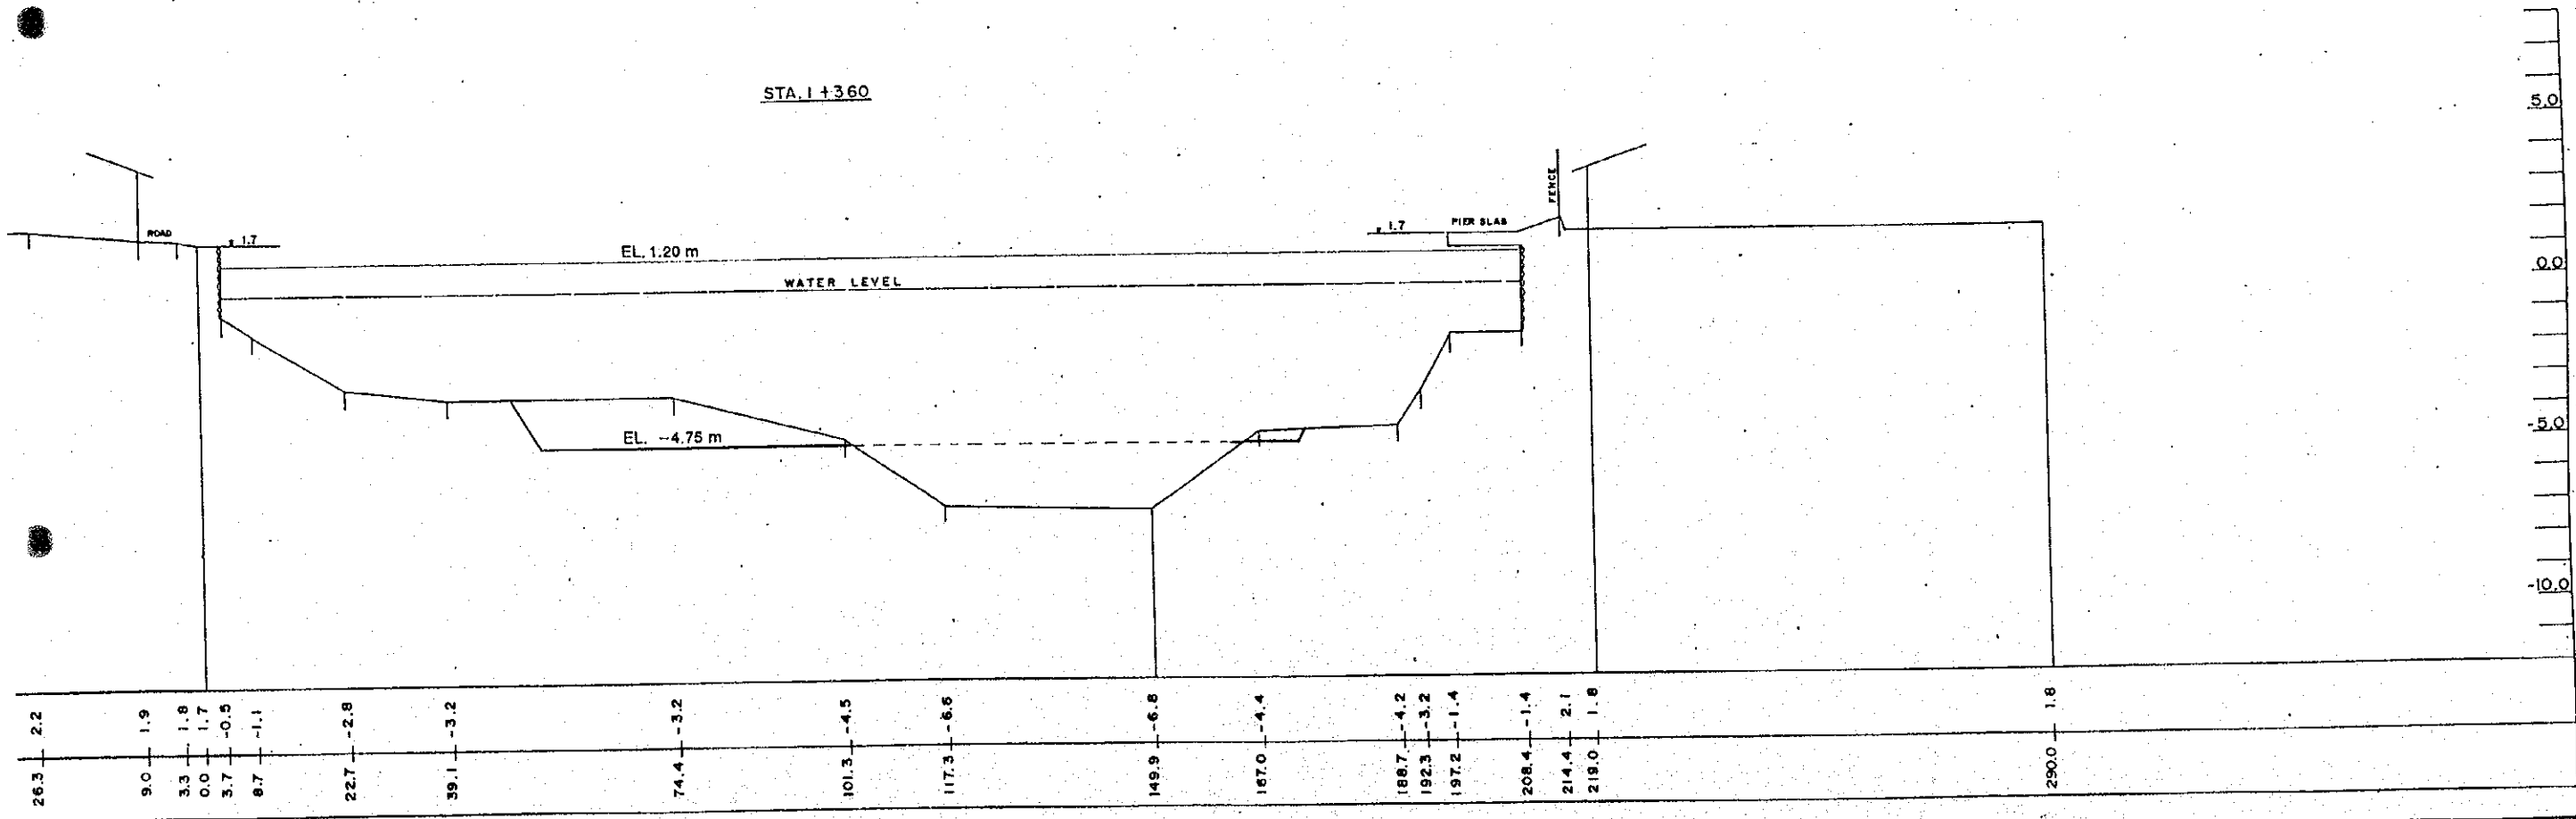 STA. 1+360
5.0
FENCE
ROAD
1.7
1.7
PIER SLAB
EL. 1.20 m
0.0
WATER LEVEL
EL. -4.75 m
-5.0
-10.0
2.2 1.9 1.8 1.7 -0.5 -1.1 -2.8 -3.2 -3.2 -4.5 -6.8 -4.4 -4.2 -3.2 -1.4 -1.4 2.1 1.8 1.8
26.3 9.0 3.3 0.0 3.7 8.7 22.7 39.1 74.4 101.3 117.3 149.9 167.0 188.7 192.3 197.2 208.4 214.4 219.0 290.0